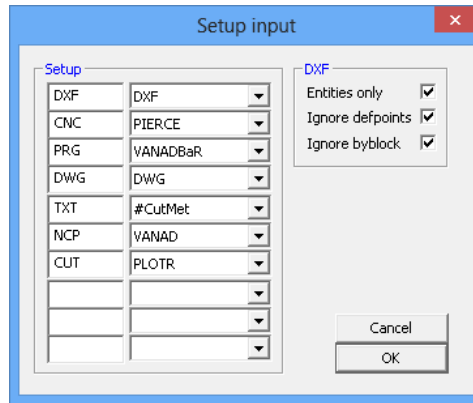 Setup input
Setup
DXF DXF
CNC PIERCE
PRG VANADBaR
DWG DWG
TXT #CutMet
NCP VANAD
CUT PLOTR
DXF
Entities only
Ignore defpoints
Ignore byblock
Cancel
OK